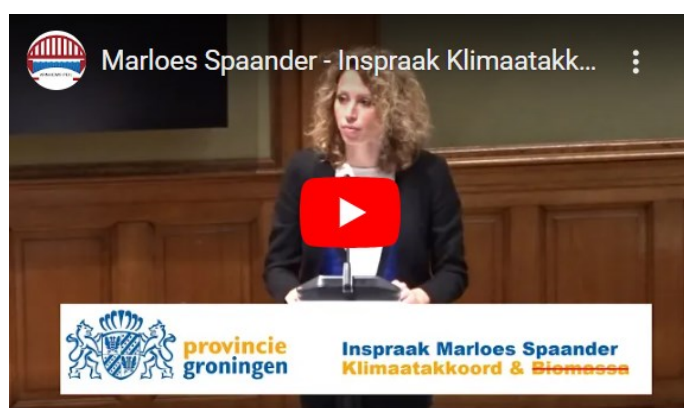 Marloes Spaander - Inspraak Klimaatakk...
provincie
groningen
Inspraak Marloes Spaander
Klimaatakkoord & Biomassa